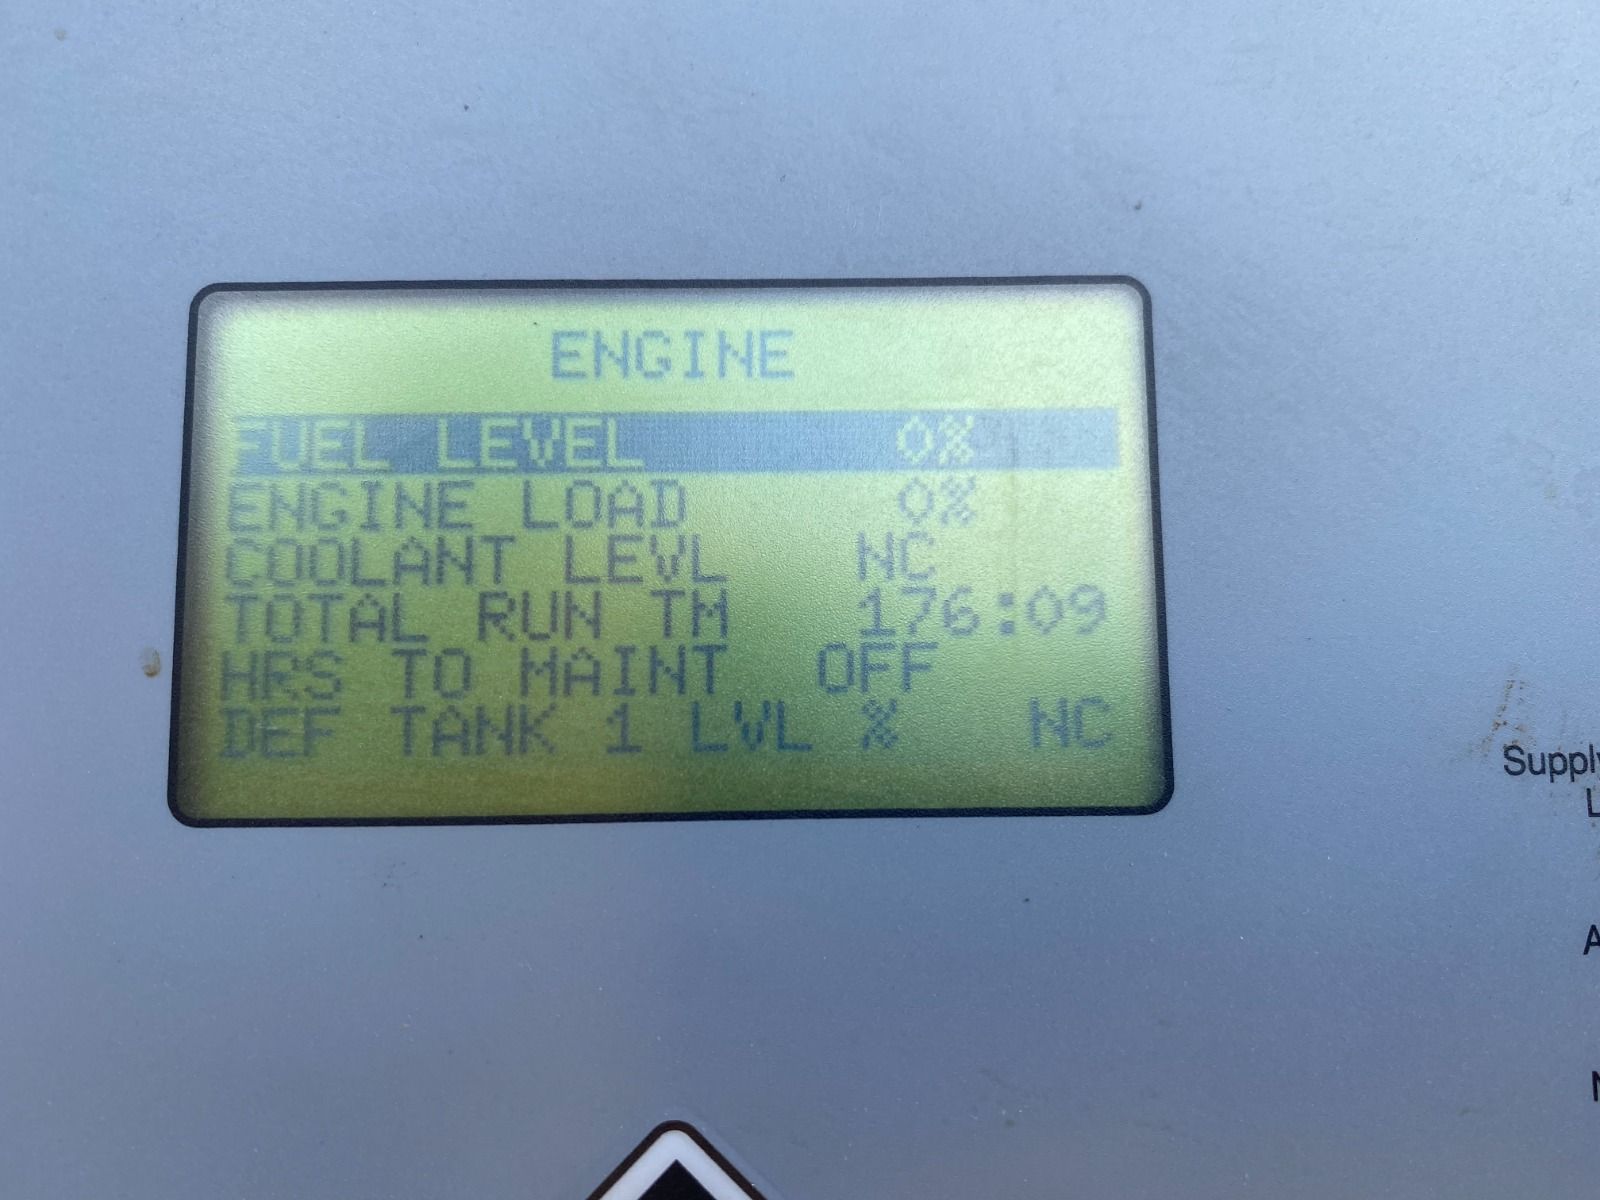 ENGINE
FUEL LEVEL 0%
ENGINE LOAD 0%
COOLANT LEVL NC
TOTAL RUN TM 176:09
HRS TO MAINT OFF
DEF TANK 1 LVL % NC
Supply
L
A
N